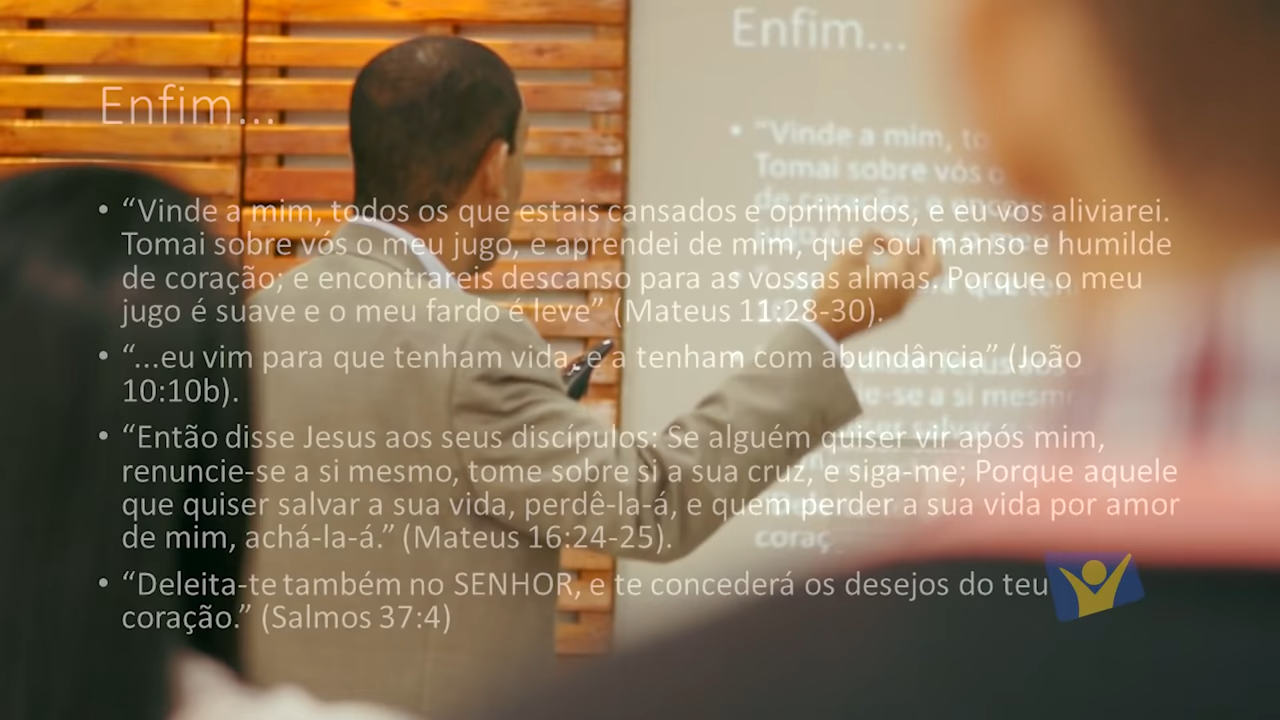 Enfim...
Enfim...
• “Vinde a mim, to
Tomai sobre vós o
• “Vinde a mim, todos os que estais cansados e oprimidos, e eu vos aliviarei.
Tomai sobre vós o meu jugo, e aprendei de mim, que sou manso e humilde
de coração; e encontrareis descanso para as vossas almas. Porque o meu
jugo é suave e o meu fardo é leve” (Mateus 11:28-30).
• “...eu vim para que tenham vida, e a tenham com abundância” (João
10:10b).
• “Então disse Jesus aos seus discípulos: Se alguém quiser vir após mim,
renuncie-se a si mesmo, tome sobre si a sua cruz, e siga-me; Porque aquele
que quiser salvar a sua vida, perdê-la-á, e quem perder a sua vida por amor
de mim, achá-la-á.” (Mateus 16:24-25).
• “Deleita-te também no SENHOR, e te concederá os desejos do teu
coração.” (Salmos 37:4)